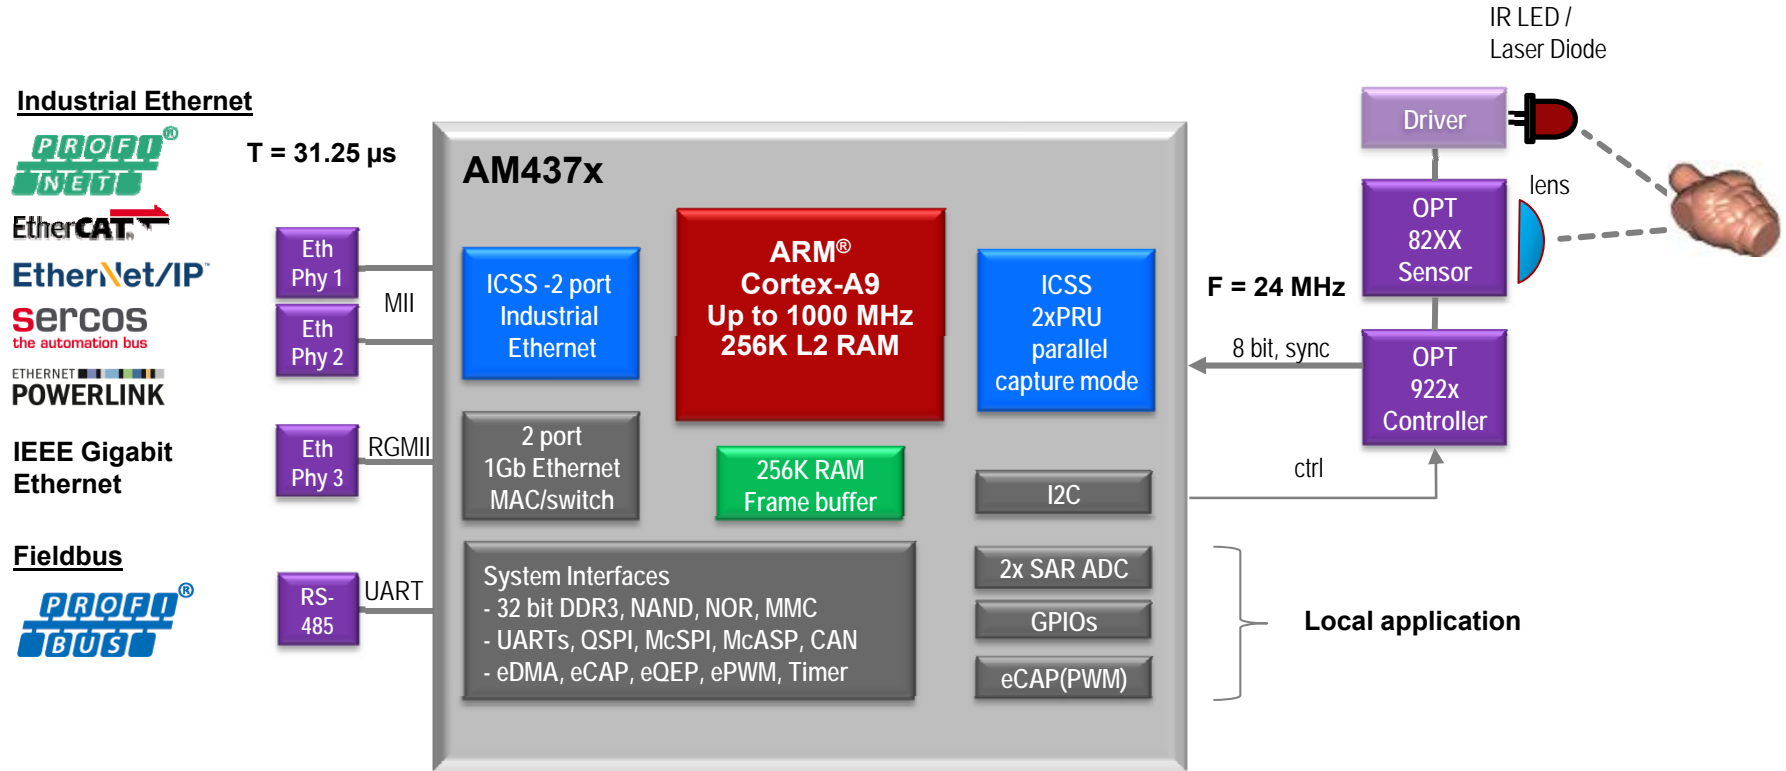 IR LED /
Laser Diode
Industrial Ethernet
PROFI®
NET
T = 31.25 µs
EtherCAT
EtherNet/IP™
sercos
the automation bus
ETHERNET
POWERLINK
IEEE Gigabit
Ethernet
Fieldbus
PROFI®
BUS
Eth
Phy 1
MII
Eth
Phy 2
Eth
Phy 3
RGMII
RS-
485
UART
AM437x
ICSS -2 port
Industrial
Ethernet
ARM®
Cortex-A9
Up to 1000 MHz
256K L2 RAM
ICSS
2xPRU
parallel
capture mode
2 port
1Gb Ethernet
MAC/switch
256K RAM
Frame buffer
I2C
System Interfaces
- 32 bit DDR3, NAND, NOR, MMC
- UARTs, QSPI, McSPI, McASP, CAN
- eDMA, eCAP, eQEP, ePWM, Timer
2x SAR ADC
GPIOs
eCAP(PWM)
Driver
lens
OPT
82XX
Sensor
F = 24 MHz
8 bit, sync
OPT
922x
Controller
ctrl
Local application